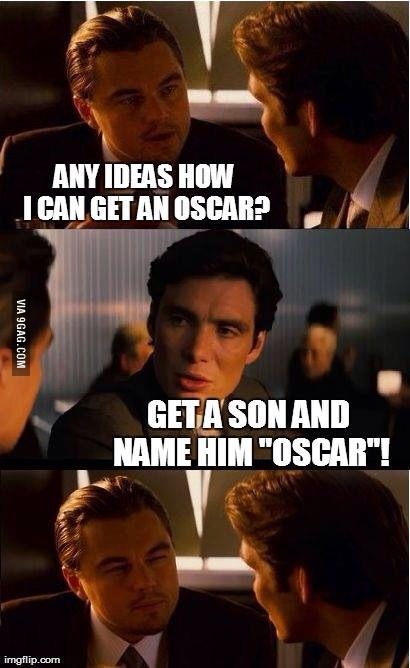 ANY IDEAS HOW
I CAN GET AN OSCAR?
VIA 9GAG.COM
GET A SON AND
NAME HIM "OSCAR"!
imgflip.com